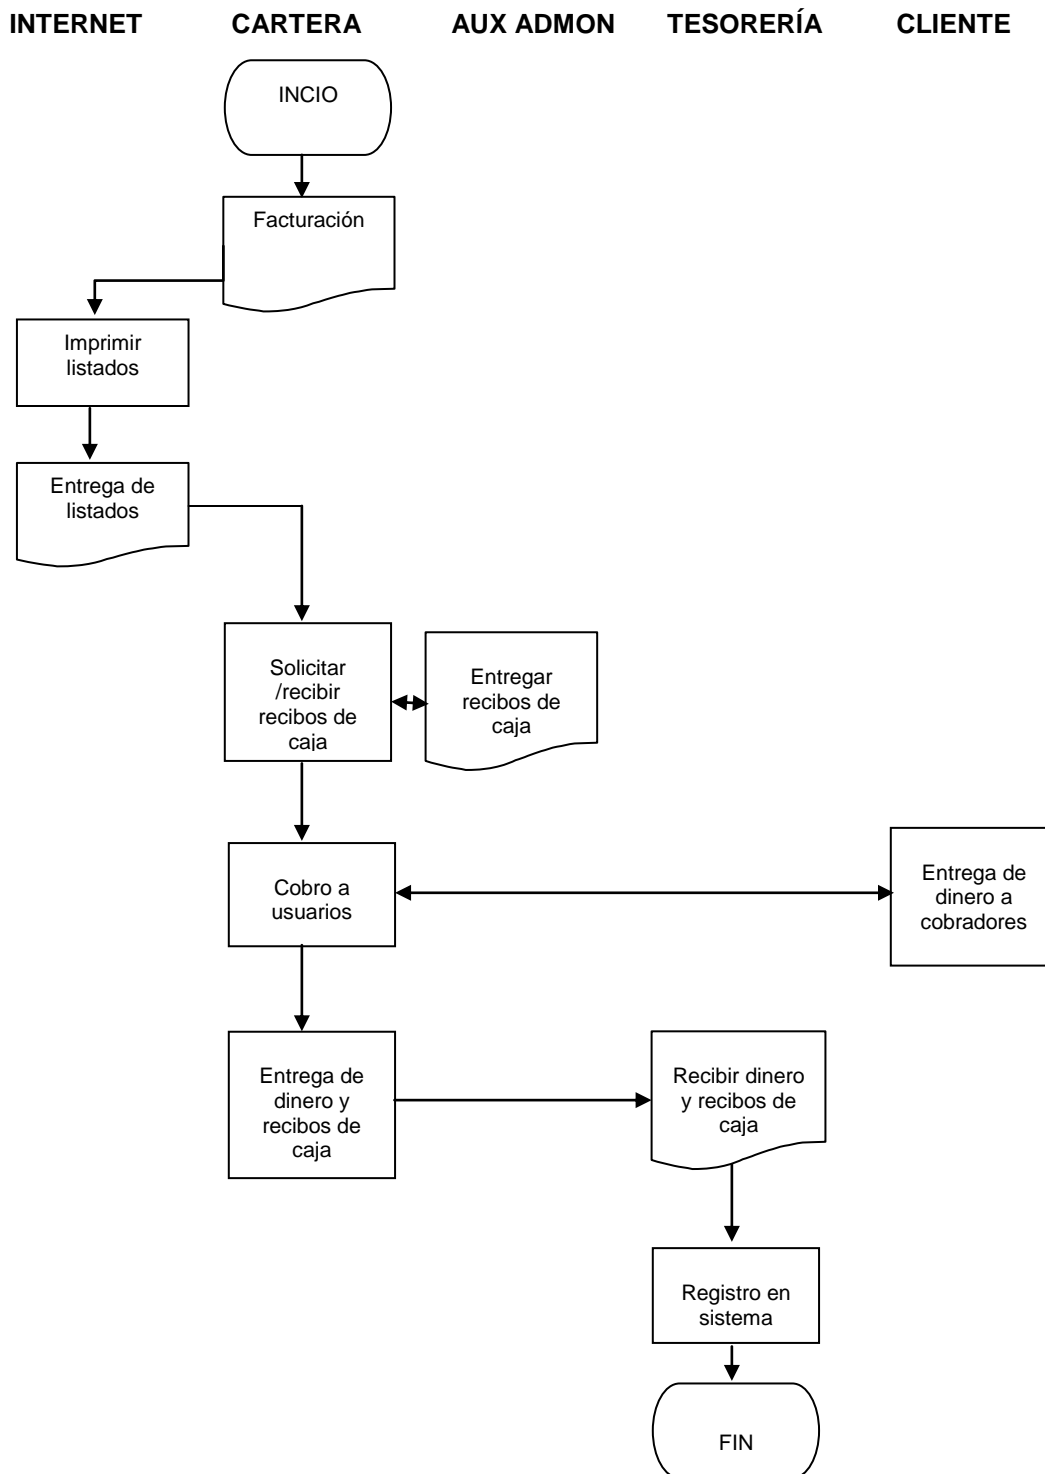 INTERNET CARTERA AUX ADMON TESORERÍA CLIENTE
INCIO
Facturación
Imprimir
listados
Entrega de
listados
Solicitar
/recibir
recibos de
caja
Entregar
recibos de
caja
Cobro a
usuarios
Entrega de
dinero a
cobradores
Entrega de
dinero y
recibos de
caja
Recibir dinero
y recibos de
caja
Registro en
sistema
FIN